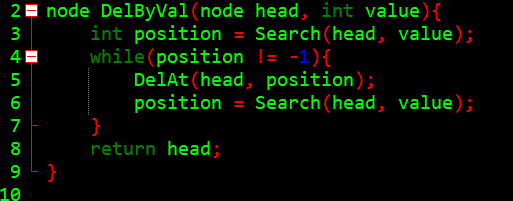 2 node DelByVal(node head, int value){
3     int position = Search(head, value);
4     while(position != -1){
5         DelAt(head, position);
6         position = Search(head, value);
7     }
8     return head;
9 }
10